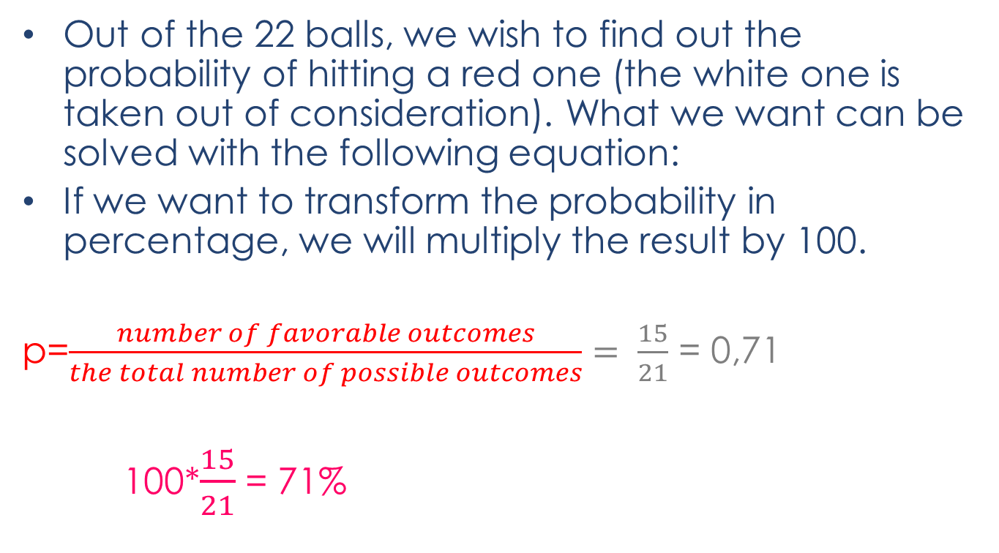 • Out of the 22 balls, we wish to find out the
probability of hitting a red one (the white one is
taken out of consideration). What we want can be
solved with the following equation:
• If we want to transform the probability in
percentage, we will multiply the result by 100.
p=number of favorable outcomes/the total number of possible outcomes = 15/21 = 0,71
100*15/21 = 71%